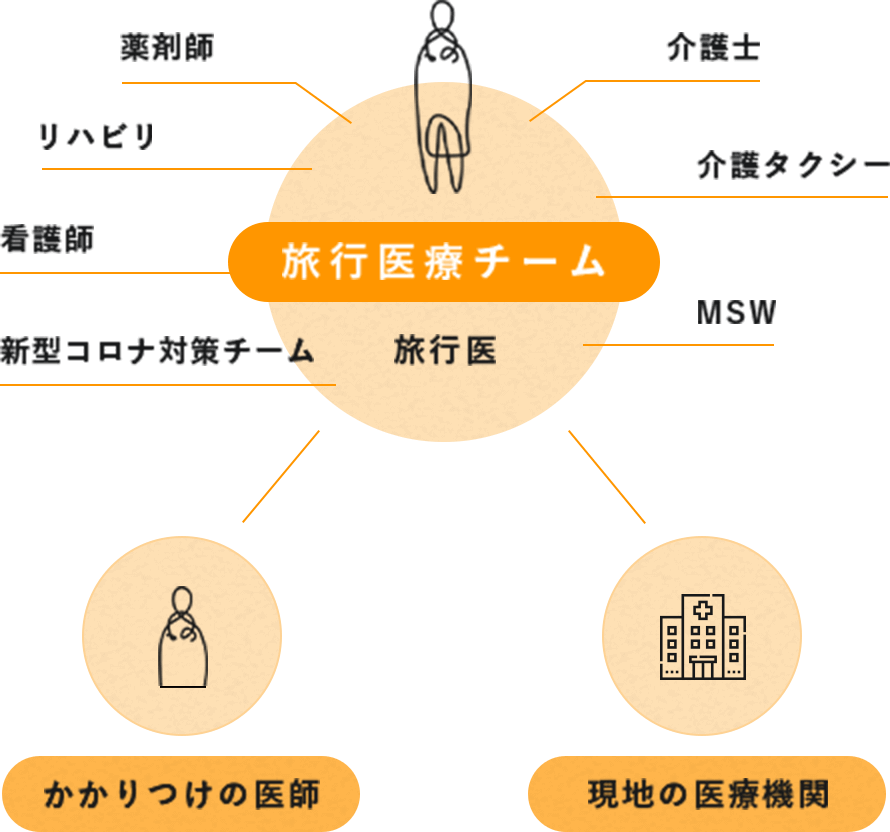 薬剤師
介護士
リハビリ
介護タクシー
看護師
旅行医療チーム
MSW
新型コロナ対策チーム
旅行医
かかりつけの医師
現地の医療機関